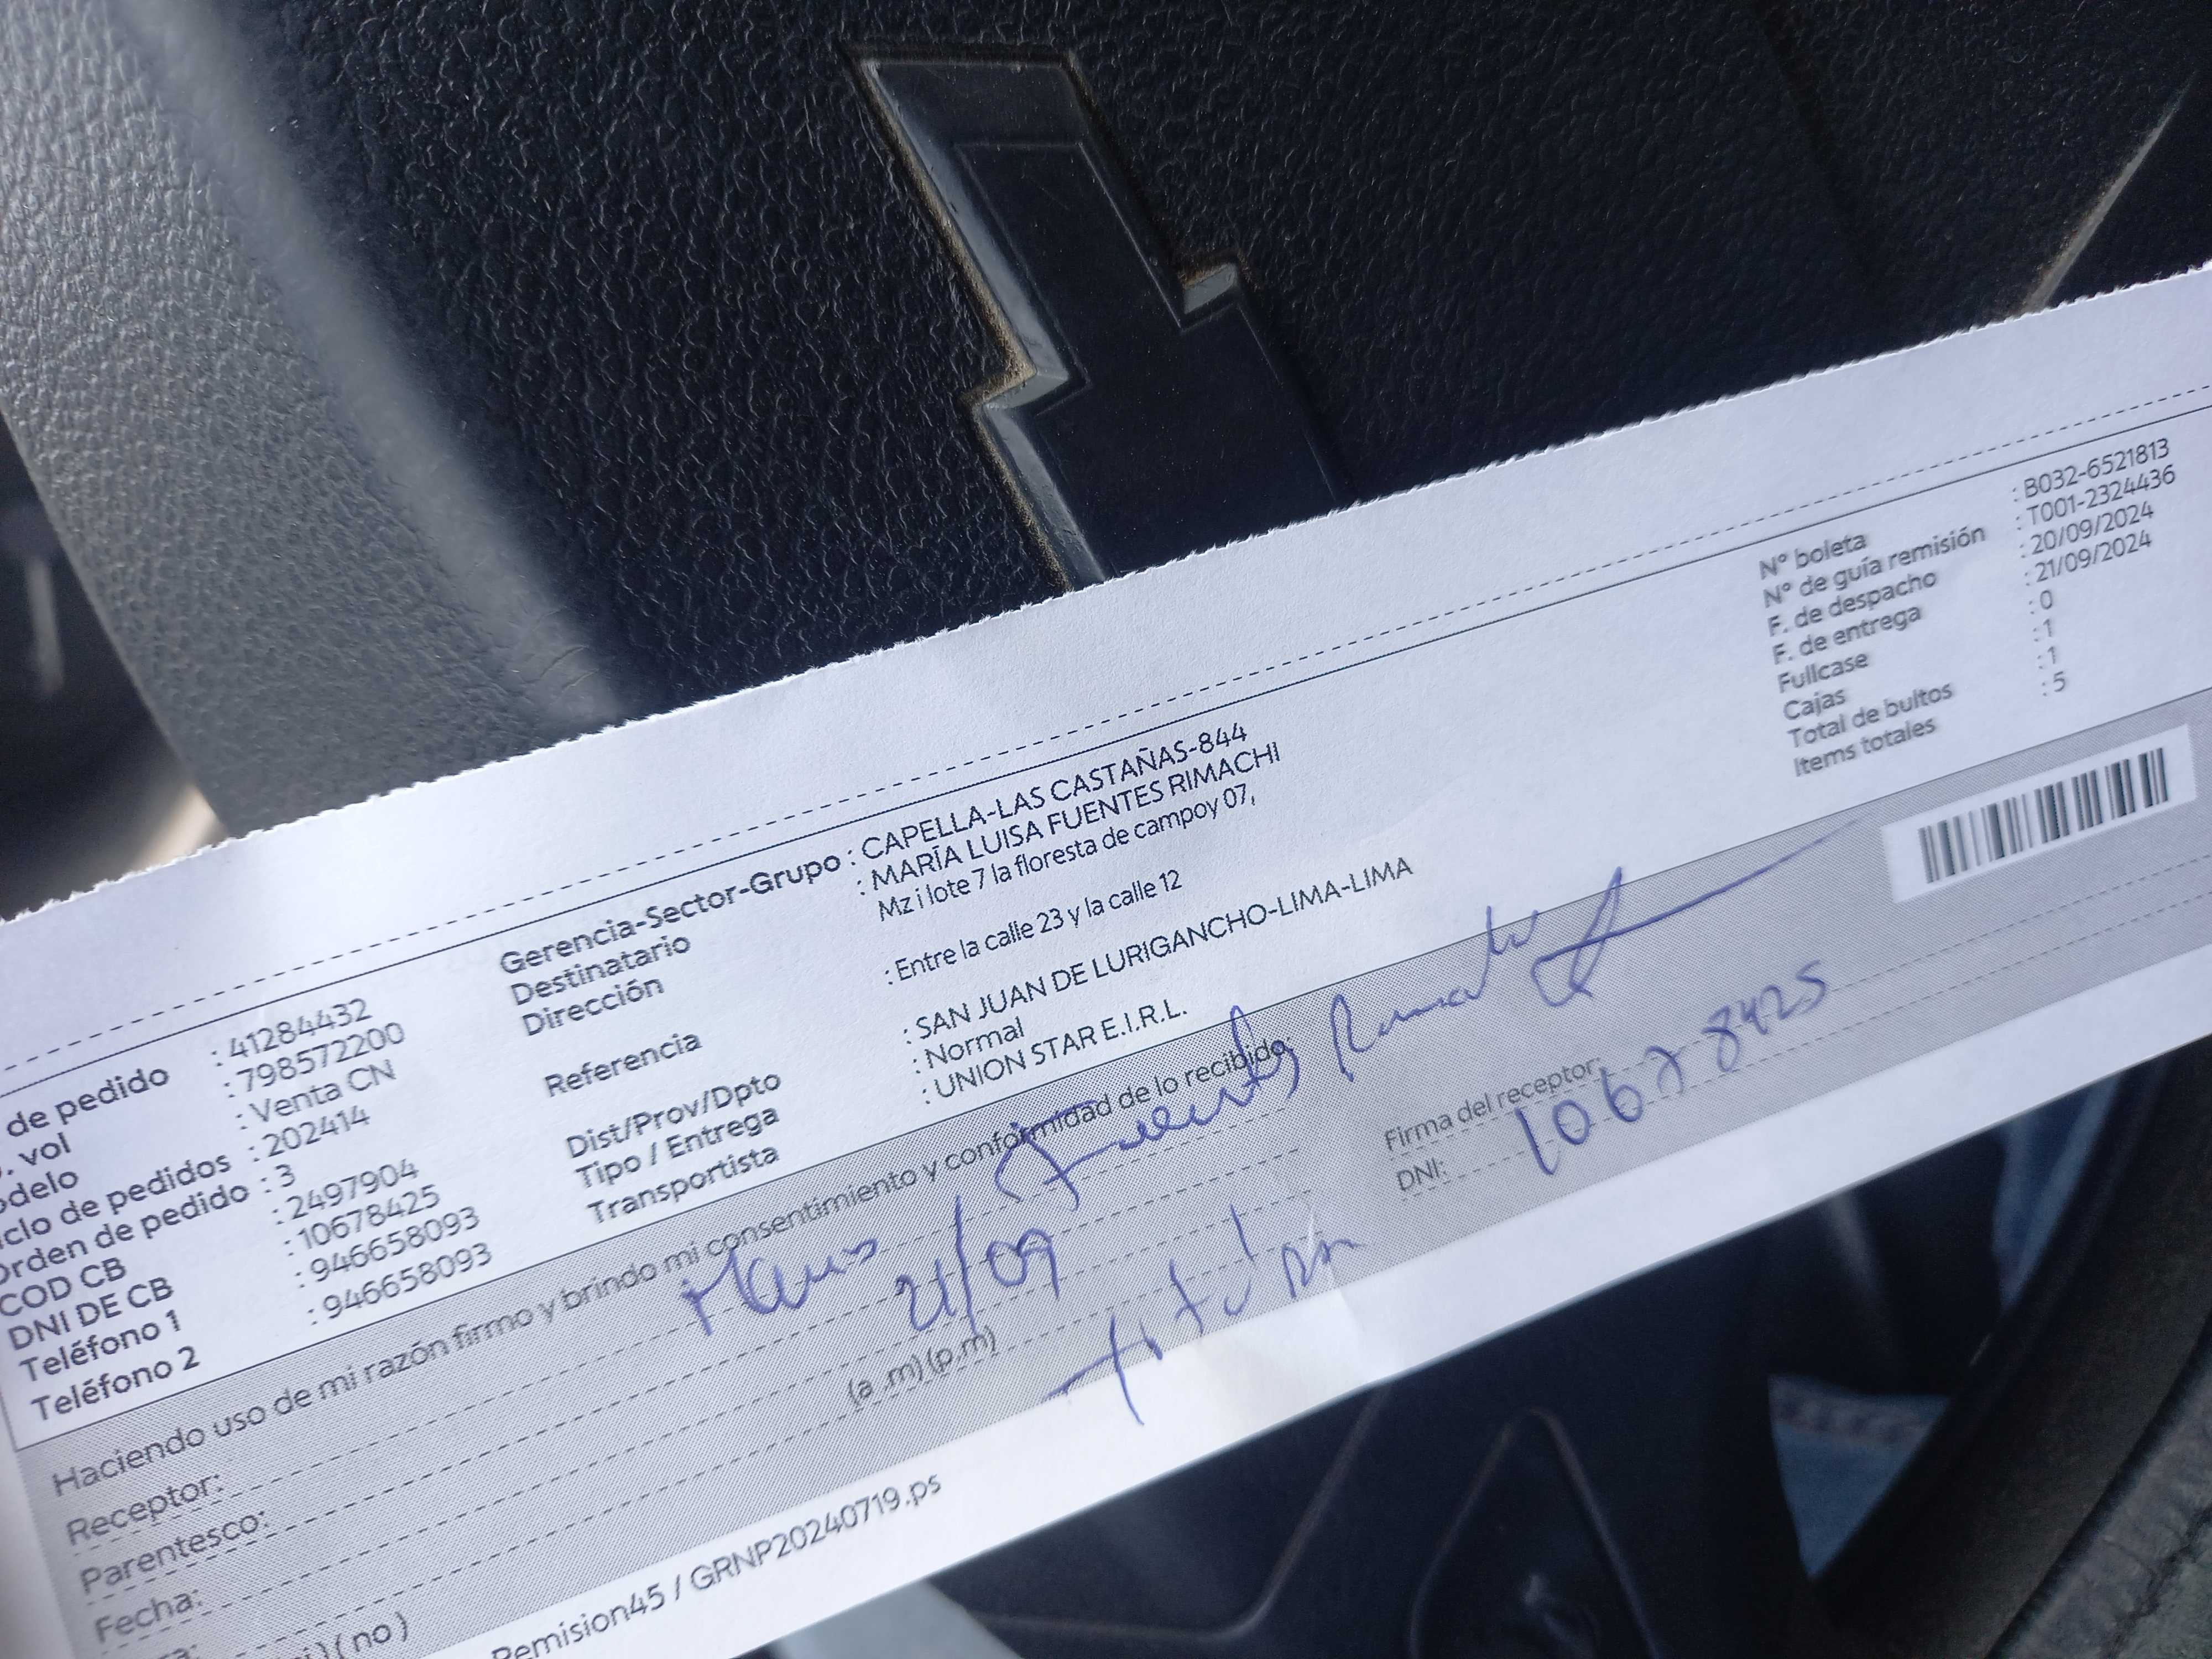 de pedido : 41284432
. vol : 798572200
odelo : Venta CN
iclo de pedidos : 202414
Orden de pedido : 3
COD CB : 2497904
DNI DE CB : 10678425
Teléfono 1 : 946658093
Teléfono 2 : 946658093
Gerencia-Sector-Grupo : CAPELLA-LAS CASTAÑAS-844
Destinatario : MARÍA LUISA FUENTES RIMACHI
Dirección Mz i lote 7 la floresta de campoy 07,
Referencia : Entre la calle 23 y la calle 12
Dist/Prov/Dpto : SAN JUAN DE LURIGANCHO-LIMA-LIMA
Tipo / Entrega : Normal
Transportista : UNION STAR E.I.R.L.
N° boleta : B032-6521813
N° de guía remisión : T001-2324436
F. de despacho : 20/09/2024
F. de entrega : 21/09/2024
Fullcase : 0
Cajas : 1
Total de bultos : 1
Items totales : 5
Haciendo uso de mi razón firmo y brindo mi consentimiento y conformidad de lo recibido:
Receptor: Fuentes
Parentesco:
Fecha: 21/09
(a .m) (p.m)
( no )
Firma del receptor:
DNI: 10678425
Remision45 / GRNP20240719.ps